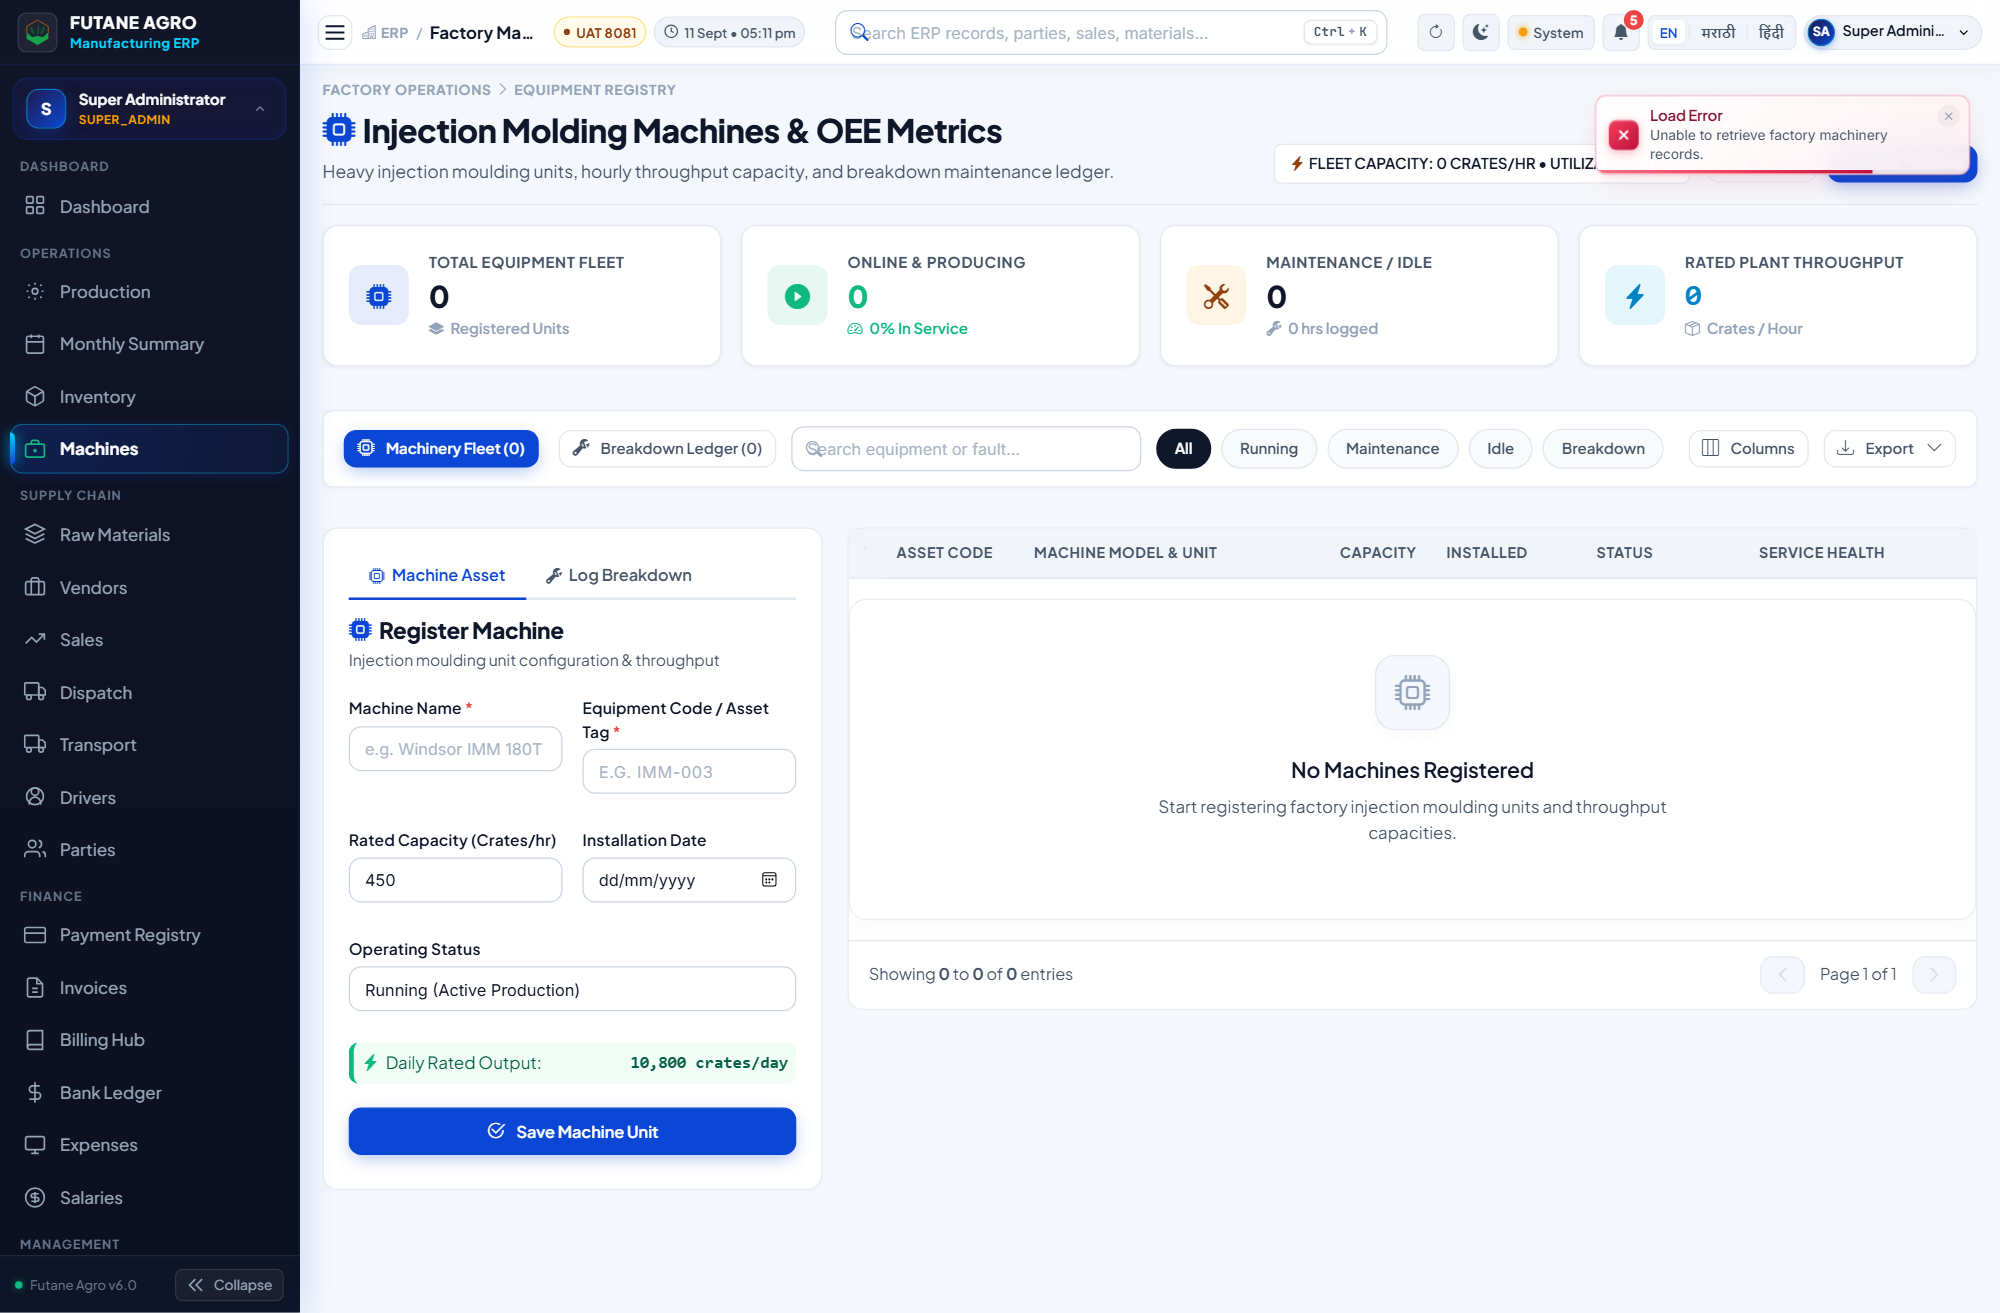 FUTANE AGRO
Manufacturing ERP
S
Super Administrator
SUPER_ADMIN
DASHBOARD
Dashboard
OPERATIONS
Production
Monthly Summary
Inventory
Machines
SUPPLY CHAIN
Raw Materials
Vendors
Sales
Dispatch
Transport
Drivers
Parties
FINANCE
Payment Registry
Invoices
Billing Hub
Bank Ledger
Expenses
Salaries
MANAGEMENT
Futane Agro v6.0
Collapse
ERP / Factory Ma...
UAT 8081
11 Sept • 05:11 pm
Search ERP records, parties, sales, materials...
Ctrl + K
System
5
EN
मराठी
हिंदी
SA
Super Admini...
FACTORY OPERATIONS > EQUIPMENT REGISTRY
Injection Molding Machines & OEE Metrics
Heavy injection moulding units, hourly throughput capacity, and breakdown maintenance ledger.
FLEET CAPACITY: 0 CRATES/HR •
Load Error
Unable to retrieve factory machinery
records.
TOTAL EQUIPMENT FLEET
0
Registered Units
ONLINE & PRODUCING
0
0% In Service
MAINTENANCE / IDLE
0
0 hrs logged
RATED PLANT THROUGHPUT
0
Crates / Hour
Machinery Fleet (0)
Breakdown Ledger (0)
Search equipment or fault...
All
Running
Maintenance
Idle
Breakdown
Columns
Export
Machine Asset
Log Breakdown
Register Machine
Injection moulding unit configuration & throughput
Machine Name *
e.g. Windsor IMM 180T
Equipment Code / Asset
Tag *
E.G. IMM-003
Rated Capacity (Crates/hr)
450
Installation Date
dd/mm/yyyy
Operating Status
Running (Active Production)
Daily Rated Output:
10,800 crates/day
Save Machine Unit
ASSET CODE
MACHINE MODEL & UNIT
CAPACITY
INSTALLED
STATUS
SERVICE HEALTH
No Machines Registered
Start registering factory injection moulding units and throughput
capacities.
Showing 0 to 0 of 0 entries
Page 1 of 1